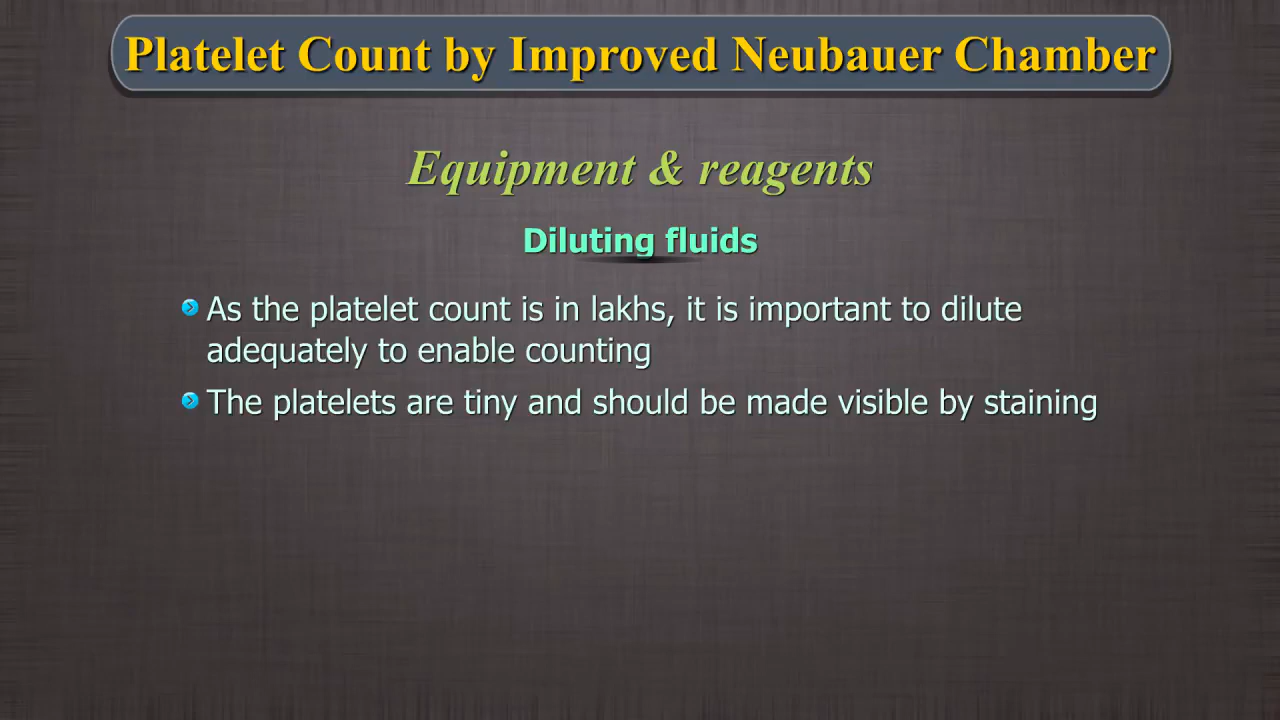 Platelet Count by Improved Neubauer Chamber
Equipment & reagents
Diluting fluids
As the platelet count is in lakhs, it is important to dilute
adequately to enable counting
The platelets are tiny and should be made visible by staining